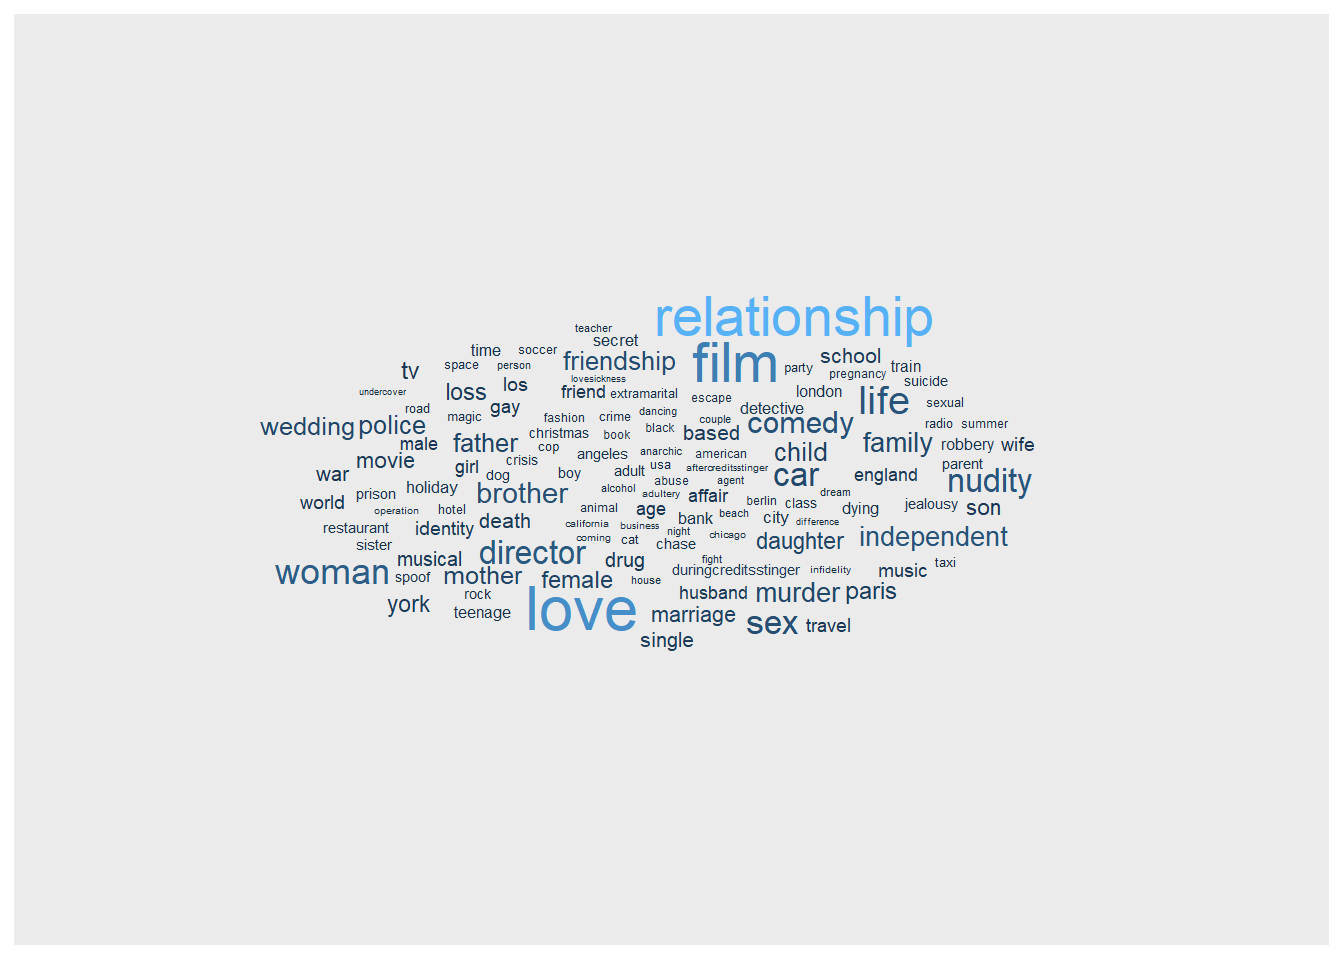 relationship
teacher
secret
time
soccer
film
friendship
school
tv
space
person
party
train
pregnancy
lovesickness
suicide
undercover
loss
los
friend
extramarital
london
life
escape
sexual
road
gay
detective
magic
fashion
crime
dancing
couple
comedy
radio
summer
wedding
police
christmas
book
black
based
male
father
family
robbery
wife
cop
angeles
anarchic
american
child
movie
girl
crisis
usa
aftercreditsstinger
parent
war
dog
boy
adult
car
england
nudity
abuse
agent
prison
holiday
brother
alcohol
adultery
affair
dream
world
berlin
class
jealousy
son
operation
hotel
animal
age
beach
dying
restaurant
identity
death
california
business
bank
city
difference
night
chicago
independent
sister
coming
cat
chase
daughter
musical
director
drug
fight
taxi
woman
spoof
mother
female
house
duringcreditsstinger
infidelity
music
rock
husband
murder
paris
york
teenage
love
marriage
sex
travel
single